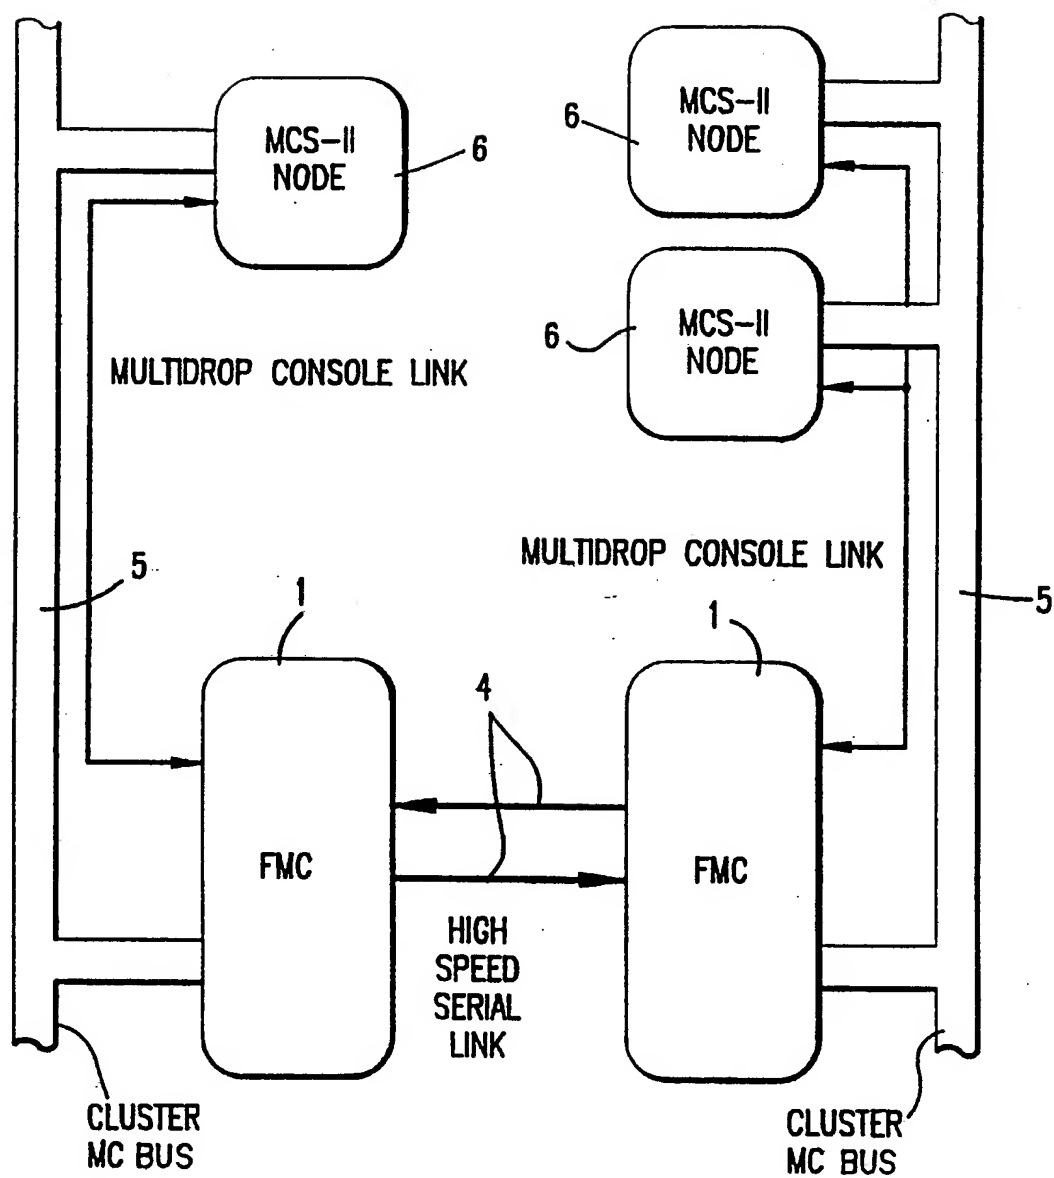 MCS-II
NODE
6
6
MCS-II
NODE
6
MCS-II
NODE
MULTIDROP CONSOLE LINK
MULTIDROP CONSOLE LINK
5
5
1
1
4
FMC
FMC
HIGH
SPEED
SERIAL
LINK
CLUSTER
MC BUS
CLUSTER
MC BUS